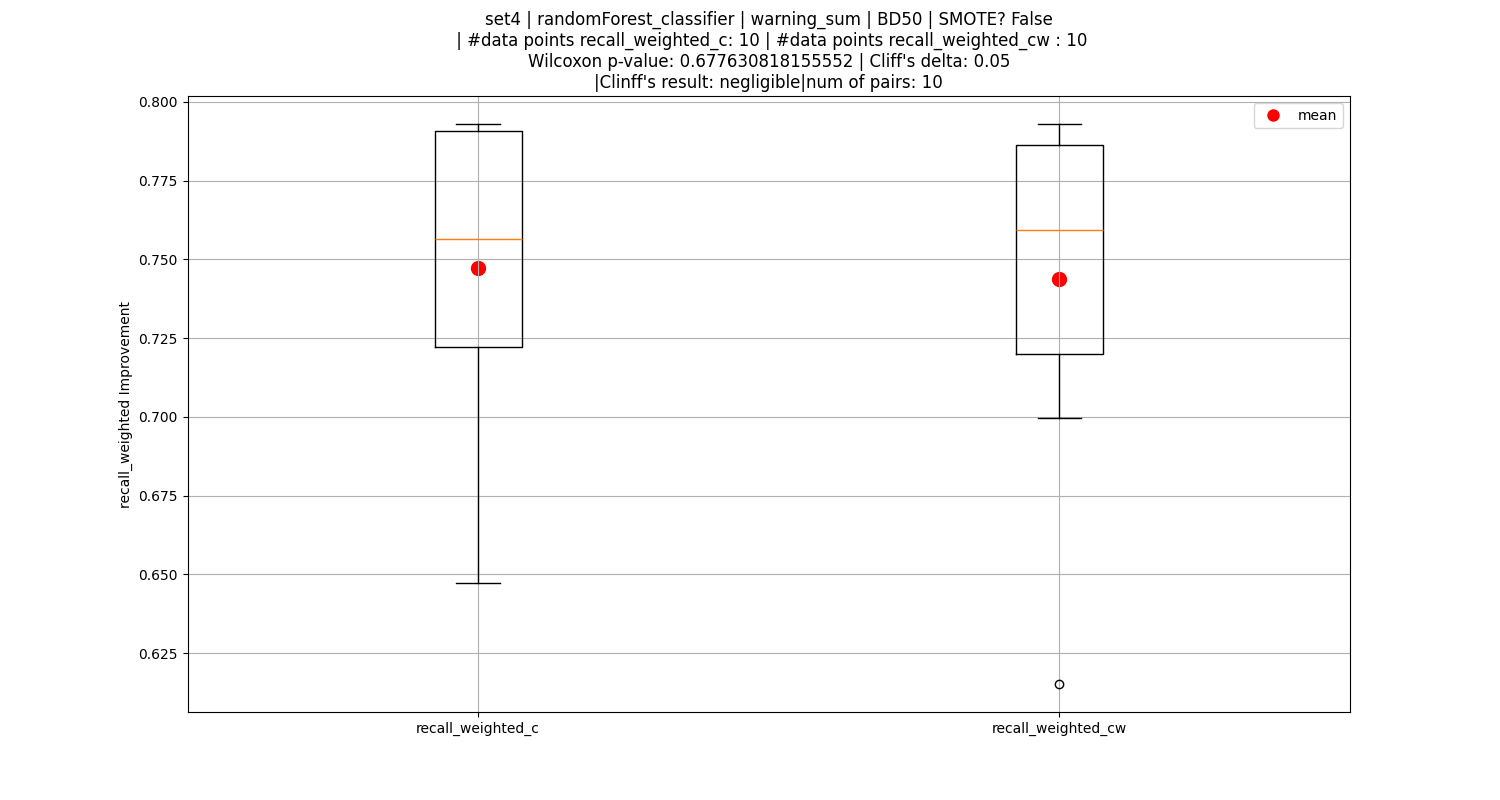 set4 | randomForest_classifier | warning_sum | BD50 | SMOTE? False
| #data points recall_weighted_c: 10 | #data points recall_weighted_cw : 10
Wilcoxon p-value: 0.677630818155552 | Cliff's delta: 0.05
|Clinff's result: negligible|num of pairs: 10
mean
0.800
0.775
0.750
0.725
0.700
0.675
0.650
0.625
recall_weighted Improvement
recall_weighted_c
recall_weighted_cw